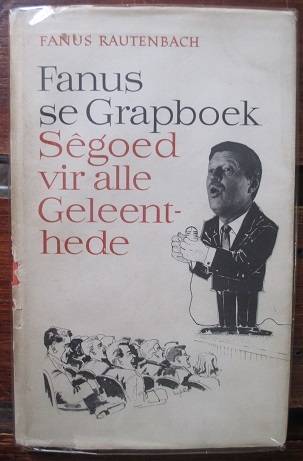 FANUS RAUTENBACH
Fanus
se Grapboek
Sêgoed
vir alle
Geleent-
hede